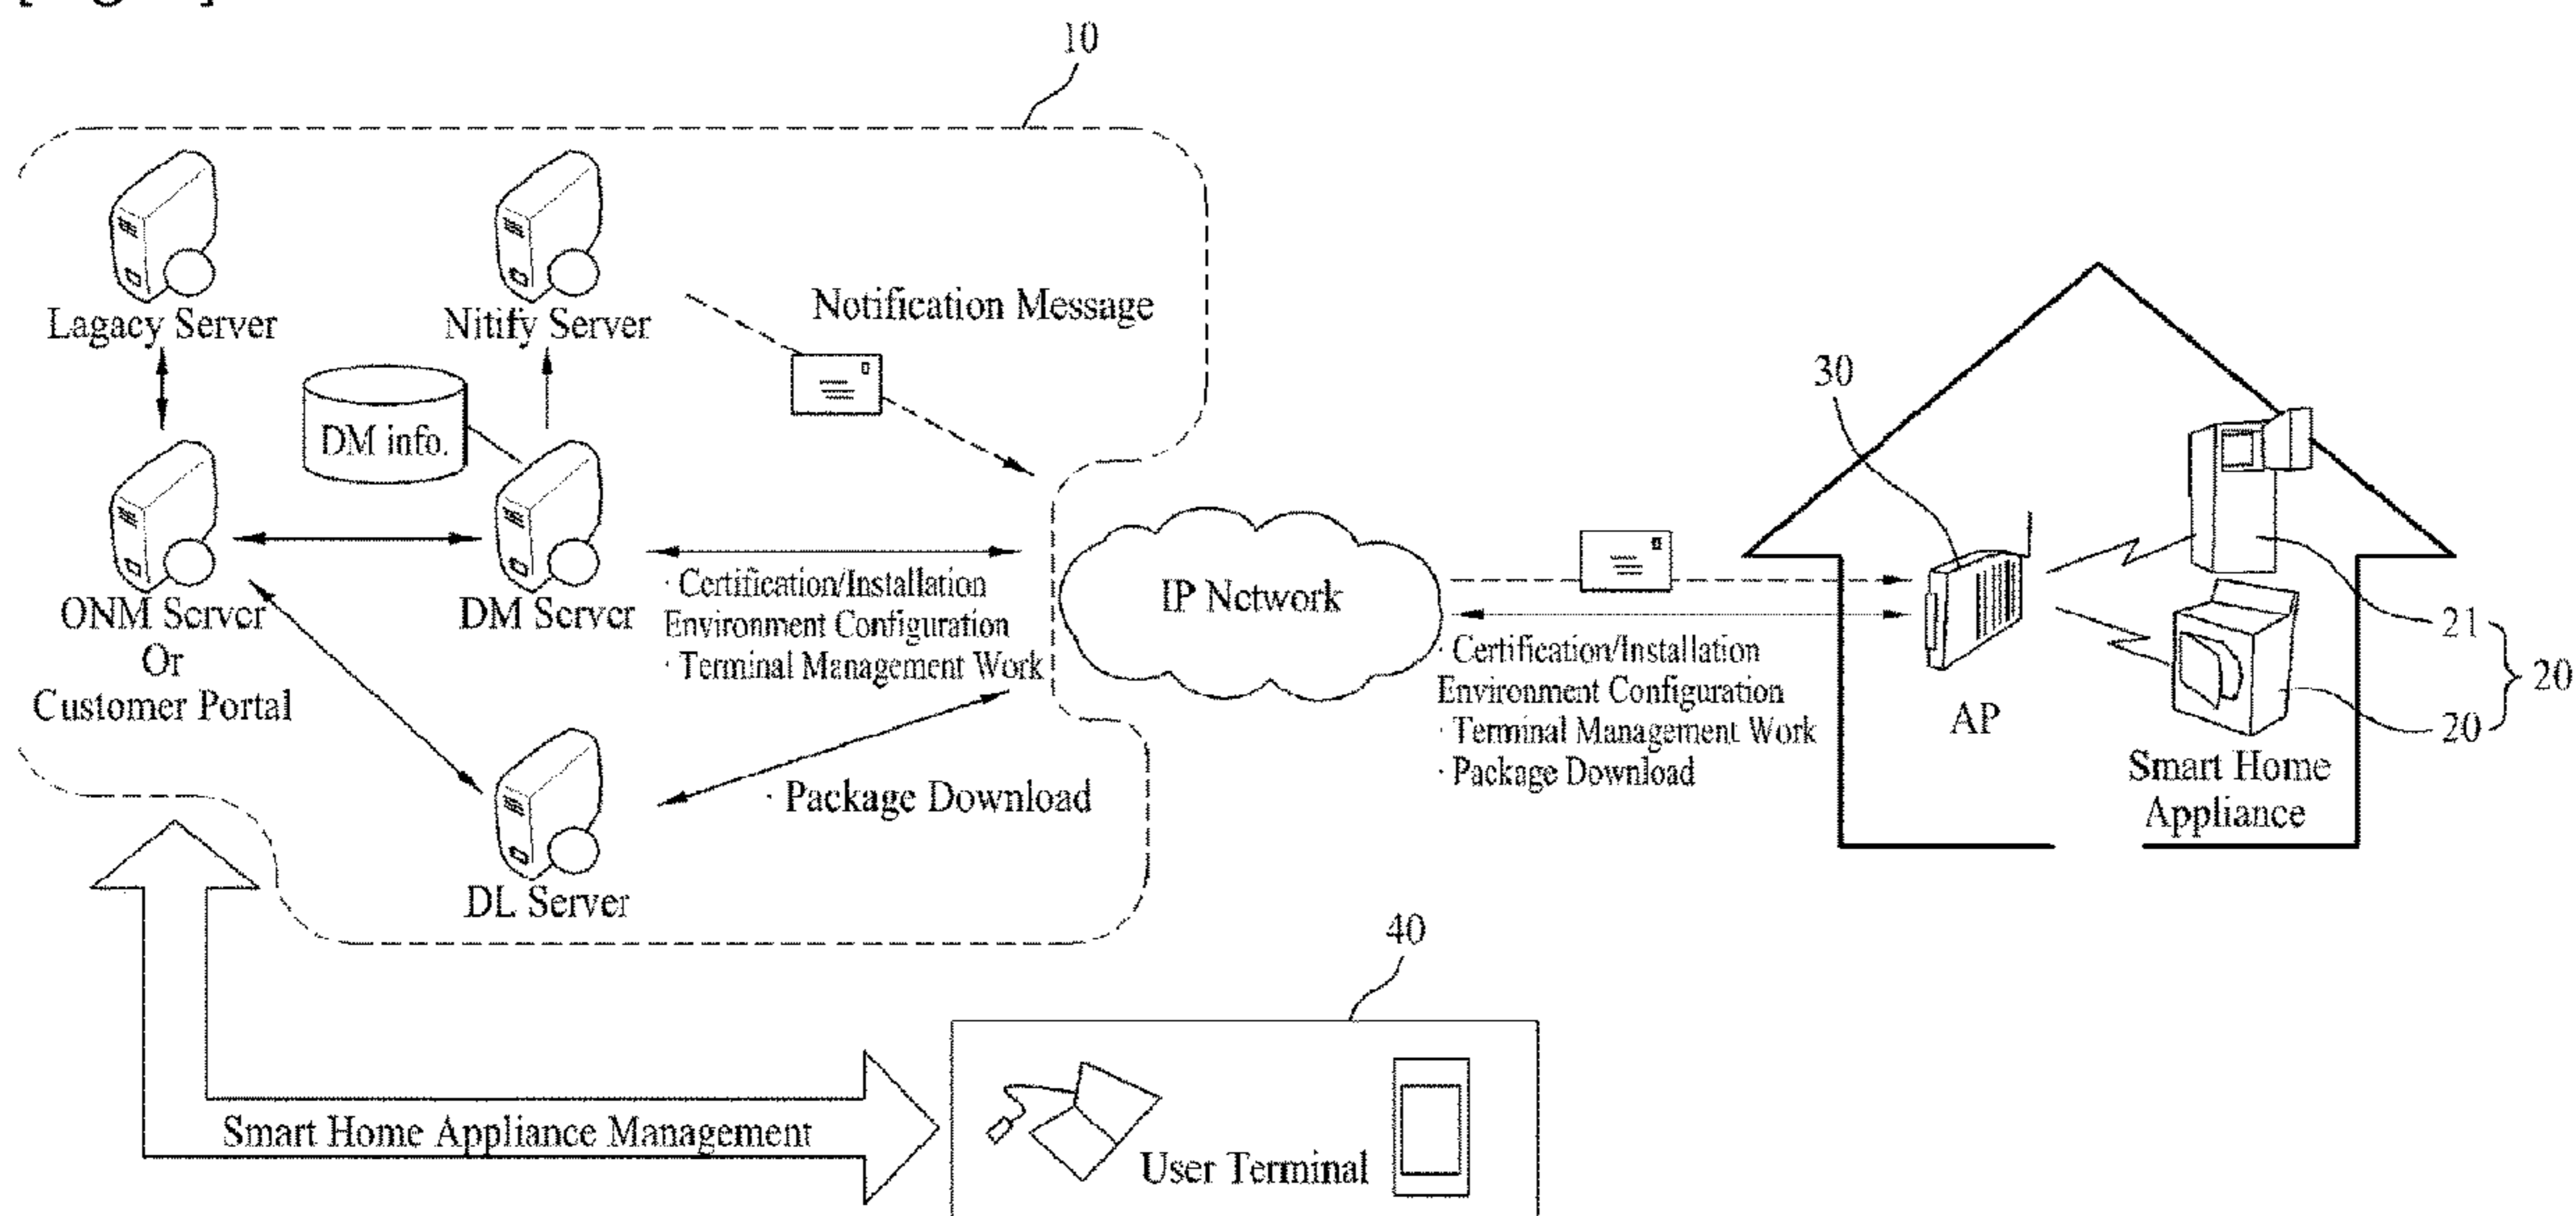 10
Lagacy Server
Nitify Server
Notification Message
DM info.
30
ONM Server
Or
Customer Portal
DM Server
· Certification/Installation
Environment Configuration
· Terminal Management Work
IP Network
· Certification/Installation
Environment Configuration
· Terminal Management Work
· Package Download
AP
21
20
20
Smart Home
Appliance
· Package Download
DL Server
40
Smart Home Appliance Management
User Terminal